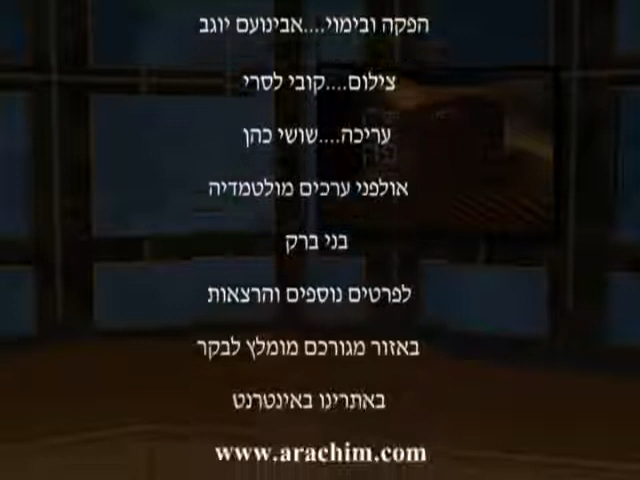 הפקה ובימוי....אבינועם יוגב
צילום....קובי לסרי
עריכה....שושי כהן
אולפני ערכים מולטמדיה
בני ברק
לפרטים נוספים והרצאות
באזור מגורכם מומלץ לבקר
באתרינו באינטרנט
www.arachim.com